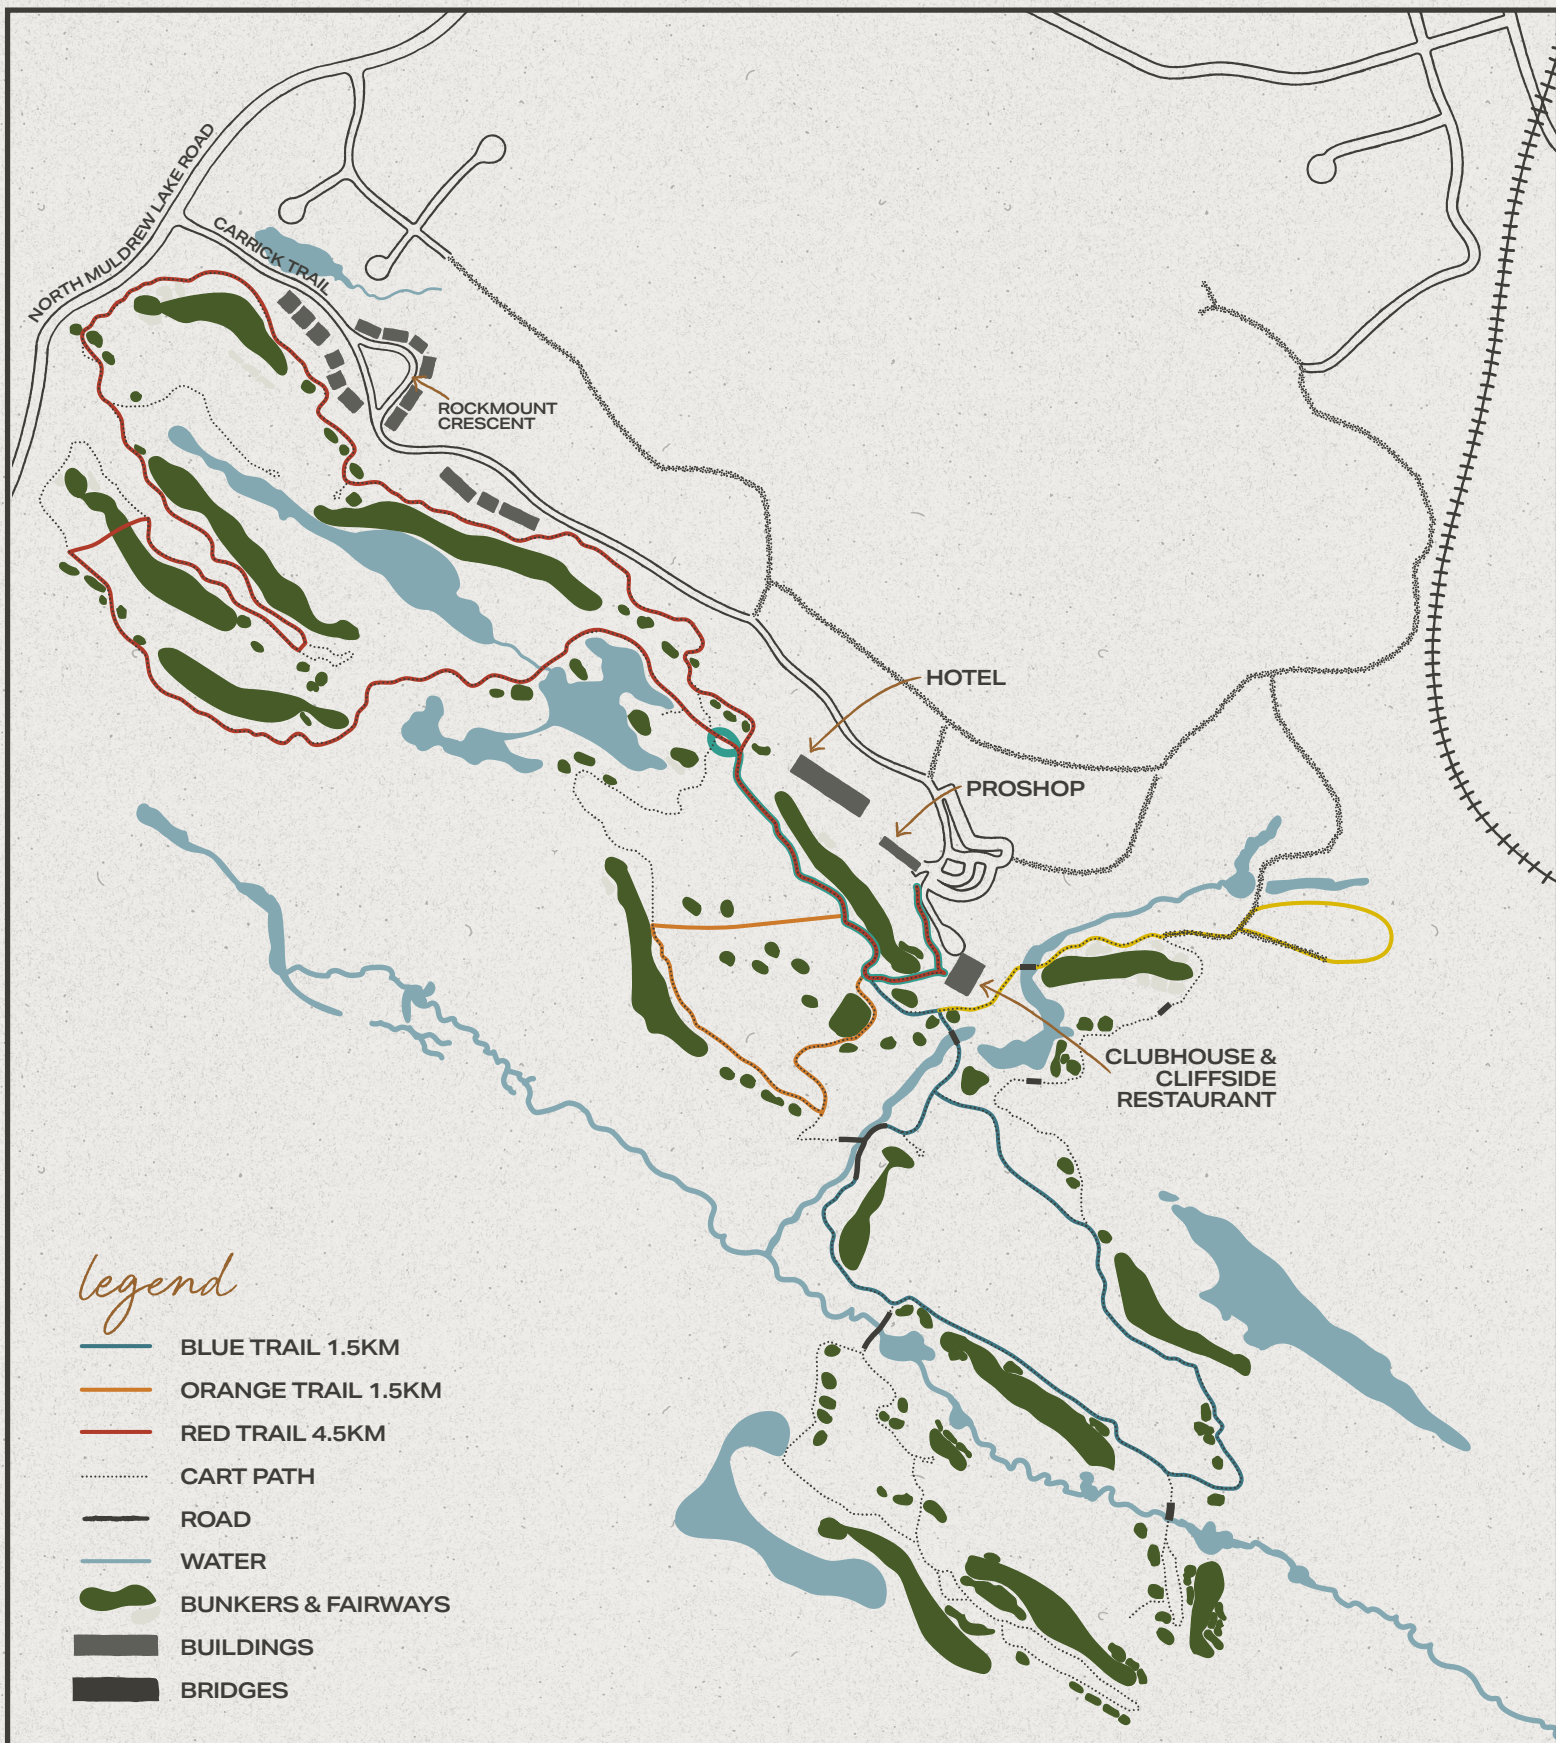 NORTH MULDREW LAKE ROAD
CARRICK TRAIL
ROCKMOUNT
CRESCENT
HOTEL
PROSHOP
CLUBHOUSE &
CLIFFSIDE
RESTAURANT
legend
BLUE TRAIL 1.5KM
ORANGE TRAIL 1.5KM
RED TRAIL 4.5KM
CART PATH
ROAD
WATER
BUNKERS & FAIRWAYS
BUILDINGS
BRIDGES